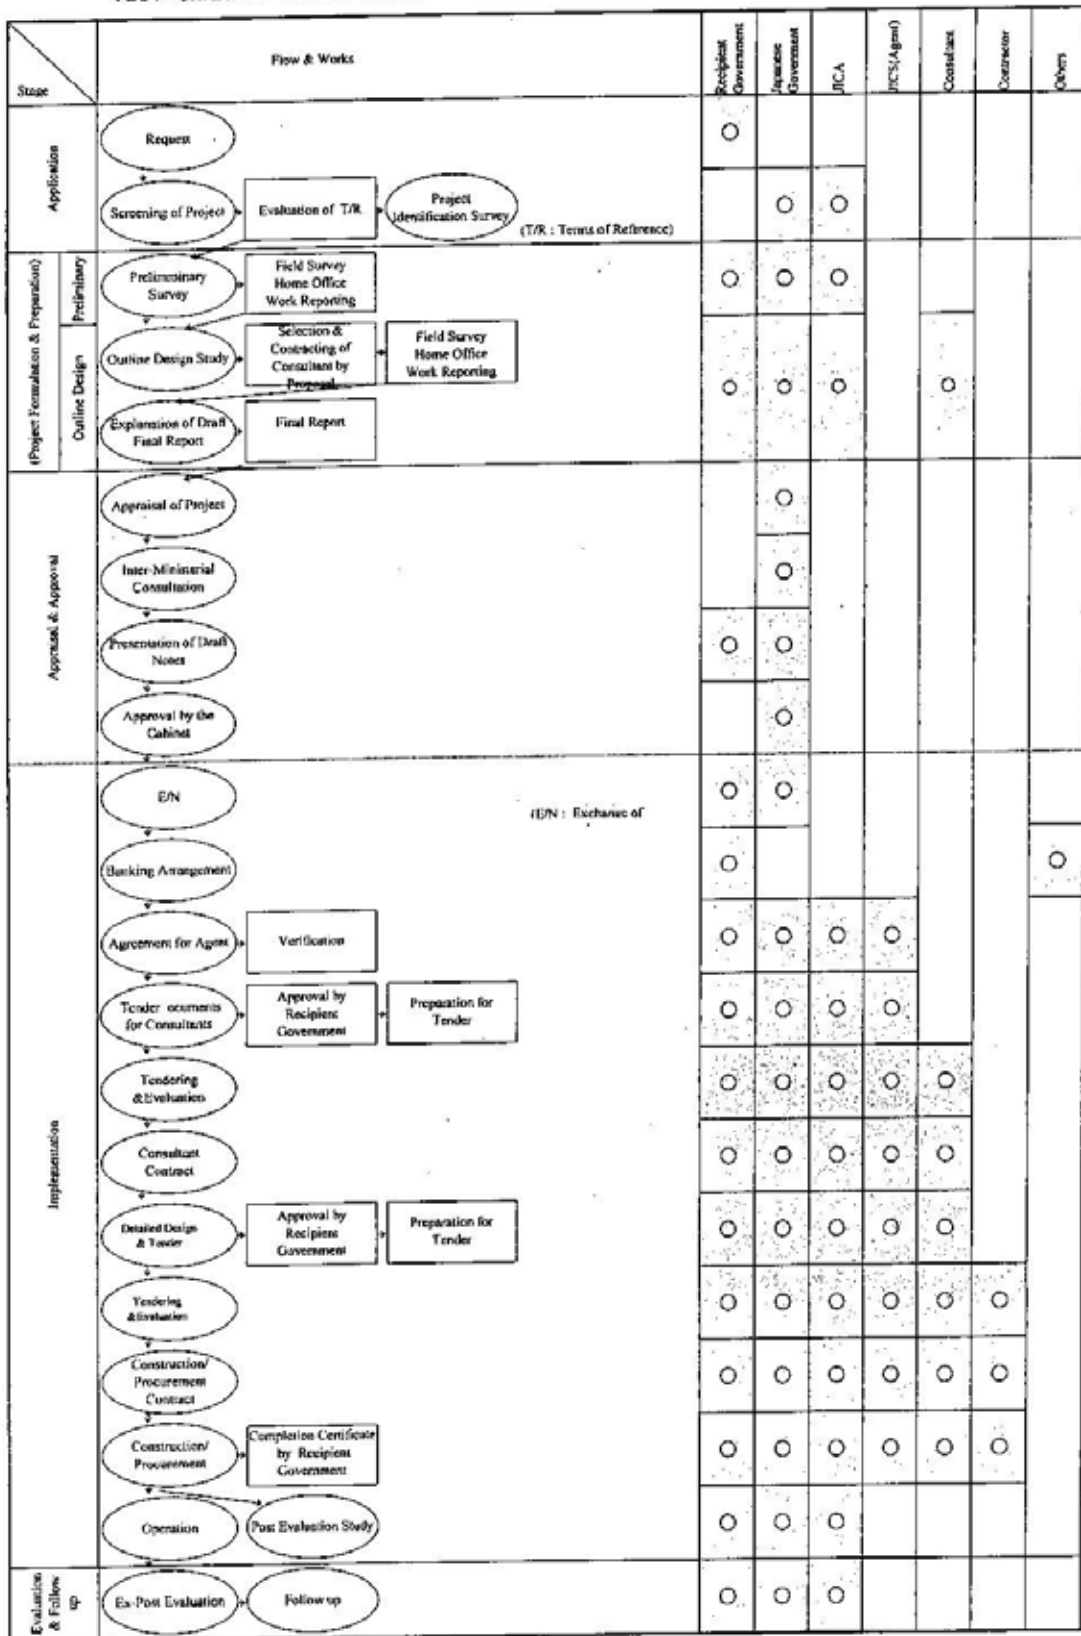 Stage
Flow & Works
Recipient
Government
Japanese
Government
JICA
JICS(Agent)
Consultant
Contractor
Others
Application
Request
Screening of Project
Evaluation of T/R
Project
Identification Survey
(T/R : Terms of Reference)
(Project Formulation & Preparation)
Preliminary
Preliminary
Survey
Field Survey
Home Office
Work Reporting
Outline Design
Outline Design Study
Selection &
Contracting of
Consultant by
Proposal
Field Survey
Home Office
Work Reporting
Explanation of Draft
Final Report
Final Report
Appraisal & Approval
Appraisal of Project
Inter-Ministerial
Consultation
Presentation of Draft
Notes
Approval by the
Cabinet
Implementation
E/N
(E/N : Exchange of
Banking Arrangement
Agreement for Agent
Verification
Tender ocuments
for Consultants
Approval by
Recipient
Government
Preparation for
Tender
Tendering
&Evaluation
Consultant
Contract
Detailed Design
& Tender
Approval by
Recipient
Government
Preparation for
Tender
Tendering
&Evaluation
Construction/
Procurement
Contract
Construction/
Procurement
Completion Certificate
by Recipient
Government
Operation
Post Evaluation Study
Evaluation
& Follow
up
Ex-Post Evaluation
Follow up